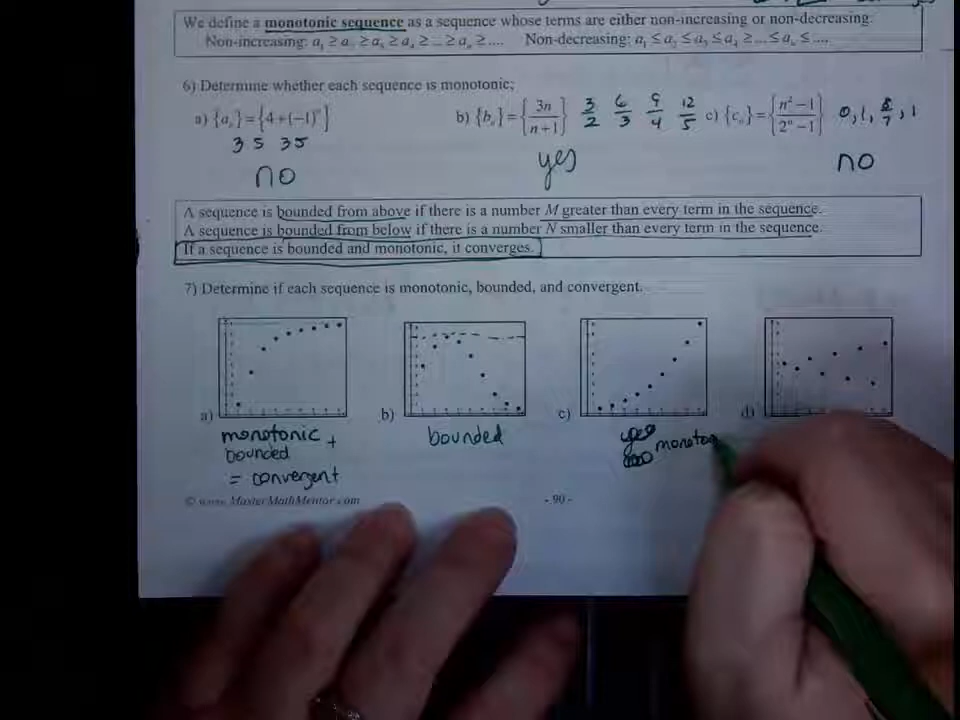 We define a monotonic sequence as a sequence whose terms are either non-increasing or non-decreasing.
Non-increasing: a₁ ≥ a₂ ≥ a₃ ≥ a₄ ≥ ... ≥ aₙ ≥ .... Non-decreasing: a₁ ≤ a₂ ≤ a₃ ≤ a₄ ≥ ... ≤ aₙ ≤ ....
6) Determine whether each sequence is monotonic;
a) {aₙ} = {4 + (-1)ⁿ} b) {bₙ} = {3n/(n+1)} 3/2 6/3 9/4 12/5 c) {cₙ} = {(n²-1)/(2ⁿ-1)} 0, 1, 8/7, 1
3 5 3 5
no yes no
A sequence is bounded from above if there is a number M greater than every term in the sequence.
A sequence is bounded from below if there is a number N smaller than every term in the sequence.
If a sequence is bounded and monotonic, it converges.
7) Determine if each sequence is monotonic, bounded, and convergent.
a) b) c) d)
monotonic + bounded yes
bounded monoton
= convergent
© www.MasterMathMentor.com - 90 -